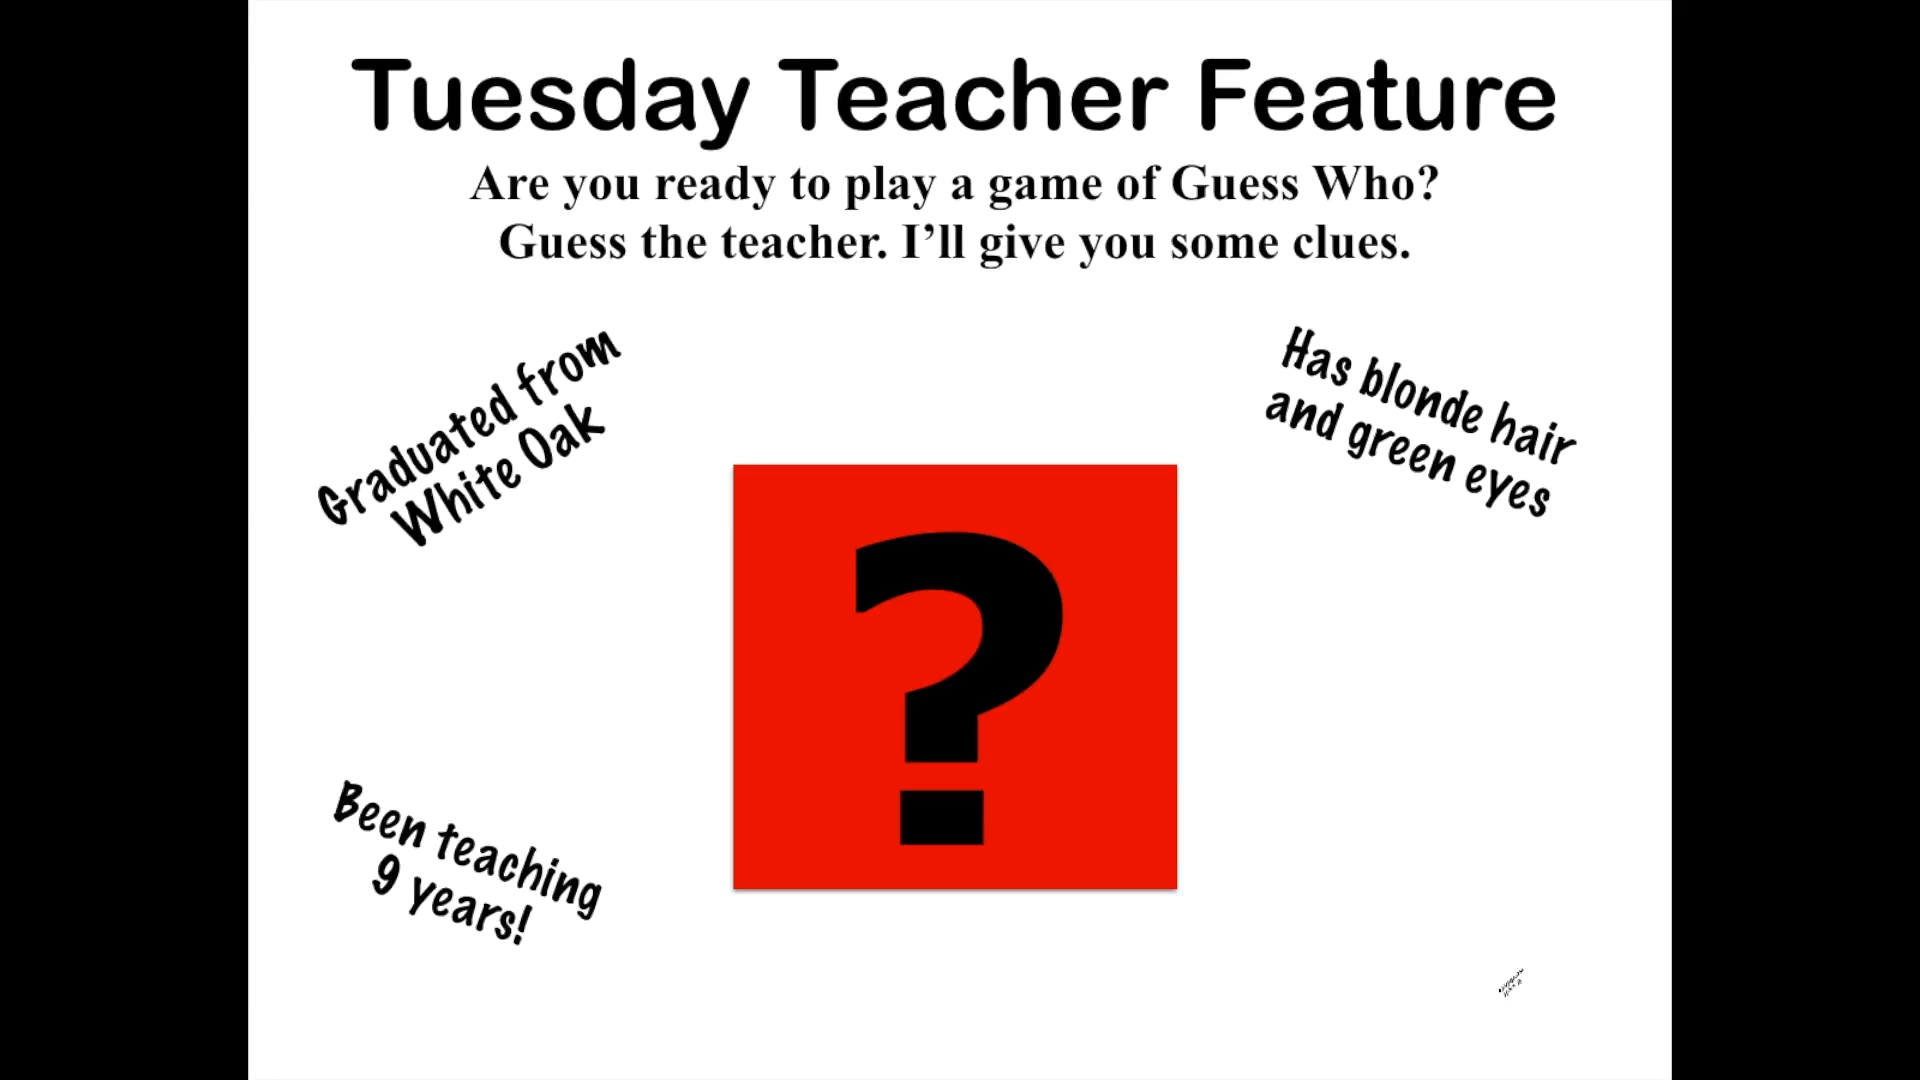 Tuesday Teacher Feature
Are you ready to play a game of Guess Who?
Guess the teacher. I’ll give you some clues.
Graduated from
White Oak
Has blonde hair
and green eyes
?
Been teaching
9 years!